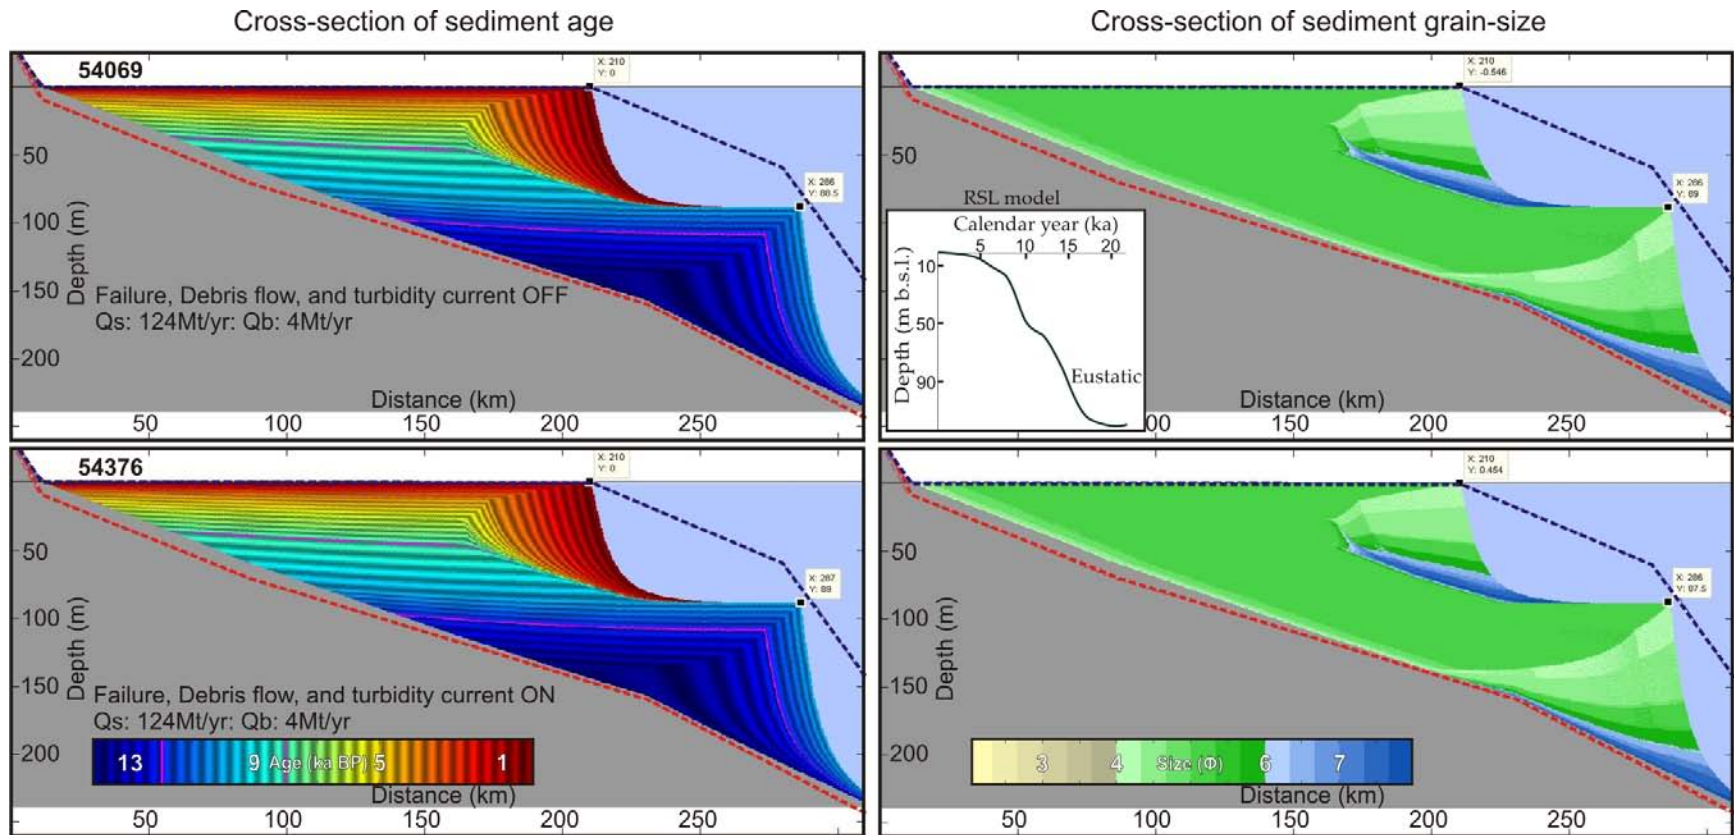 Cross-section of sediment age
Cross-section of sediment grain-size
54069
X: 210
Y: 0
X: 286
Y: 88.5
50
100
150
200
Depth (m)
Failure, Debris flow, and turbidity current OFF
Qs: 124Mt/yr: Qb: 4Mt/yr
Distance (km)
50
100
150
200
250
X: 210
Y: -0.546
X: 286
Y: 89
50
RSL model
Calendar year (ka)
5
10
15
20
10
50
90
Depth (m b.s.l.)
Eustatic
Distance (km)
100
150
200
250
54376
X: 210
Y: 0
X: 287
Y: 89
50
100
150
200
Depth (m)
Failure, Debris flow, and turbidity current ON
Qs: 124Mt/yr: Qb: 4Mt/yr
13
9
Age (ka BP)
5
1
Distance (km)
50
100
150
200
250
X: 210
Y: 0.454
X: 286
Y: 87.5
50
100
150
200
Depth (m)
3
4
Size (Φ)
6
7
Distance (km)
50
100
150
200
250